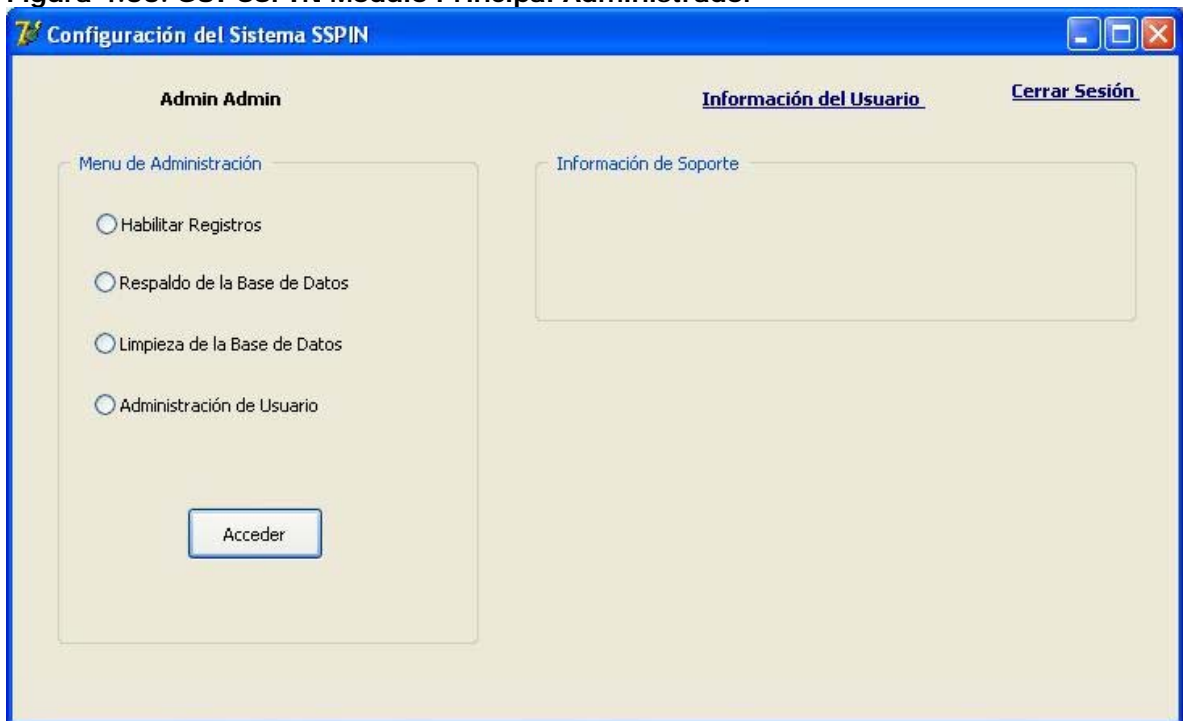 Configuración del Sistema SSPIN
Admin Admin
Información del Usuario
Cerrar Sesión
Menu de Administración
Habilitar Registros
Respaldo de la Base de Datos
Limpieza de la Base de Datos
Administración de Usuario
Acceder
Información de Soporte